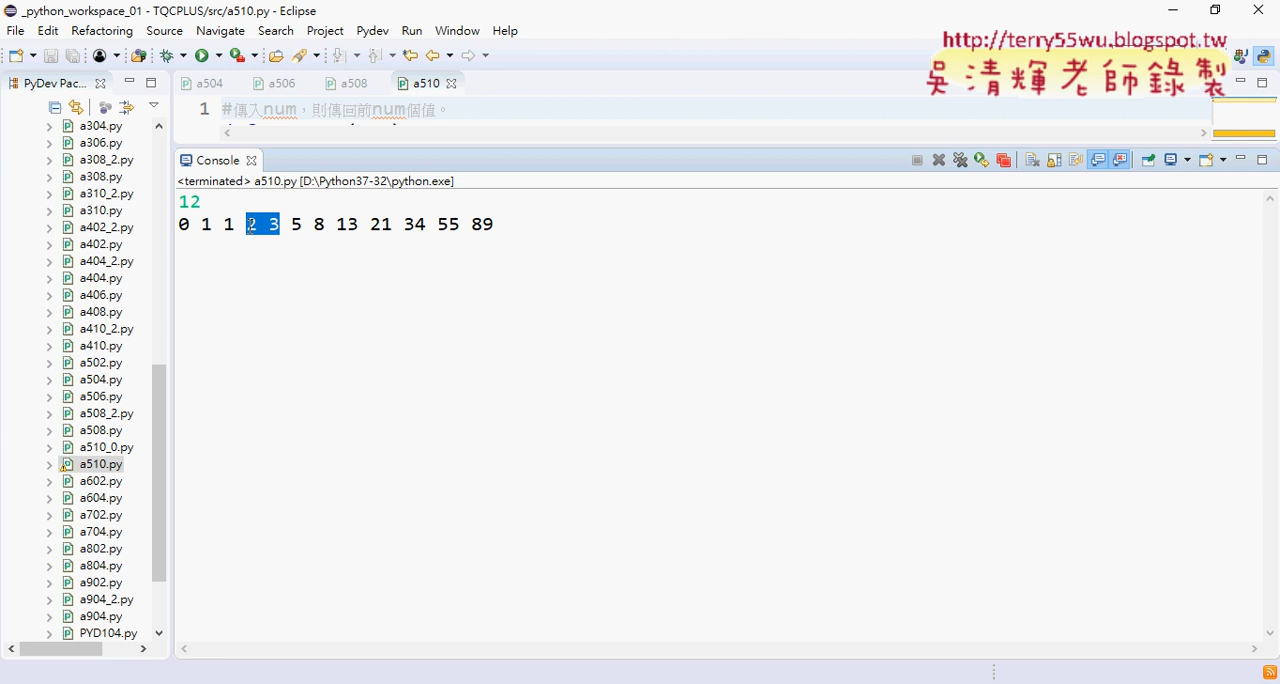 _python_workspace_01 - TQCPLUS/src/a510.py - Eclipse
File Edit Refactoring Source Navigate Search Project Pydev Run Window Help
http://terry55wu.blogspot.tw
吳清輝老師錄製
PyDev Pac...
a504 a506 a508 a510
1 #傳入num，則傳回前num個值。
a304.py
a306.py
a308_2.py
a308.py
a310_2.py
a310.py
a402_2.py
a402.py
a404_2.py
a404.py
a406.py
a408.py
a410_2.py
a410.py
a502.py
a504.py
a506.py
a508_2.py
a508.py
a510_0.py
a510.py
a602.py
a604.py
a702.py
a704.py
a802.py
a804.py
a902.py
a904_2.py
a904.py
PYD104.py
Console
<terminated> a510.py [D:\Python37-32\python.exe]
12
0 1 1 2 3 5 8 13 21 34 55 89